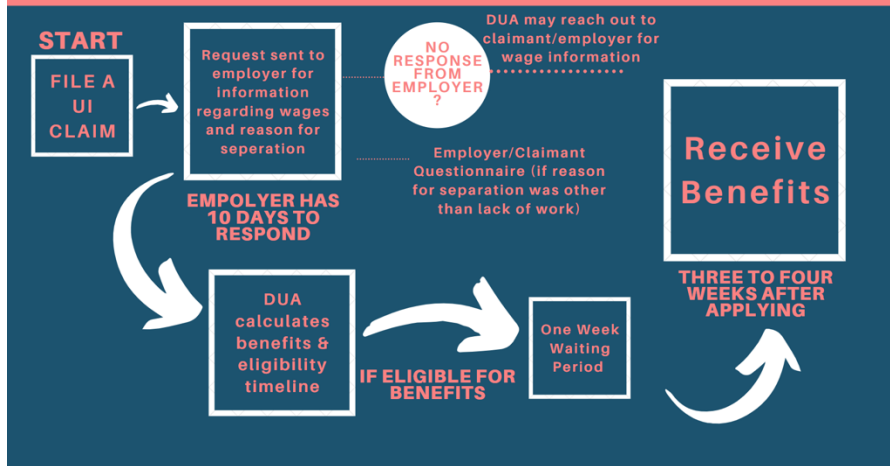 START
FILE A
UI
CLAIM
Request sent to
employer for
information
regarding wages
and reason for
seperation
EMPOLYER HAS
10 DAYS TO
RESPOND
NO
RESPONSE
FROM
EMPLOYER
?
DUA may reach out to
claimant/employer for
wage information
Employer/Claimant
Questionnaire (if reason
for separation was other
than lack of work)
DUA
calculates
benefits &
eligibility
timeline
IF ELIGIBLE FOR
BENEFITS
One Week
Waiting
Period
Receive
Benefits
THREE TO FOUR
WEEKS AFTER
APPLYING